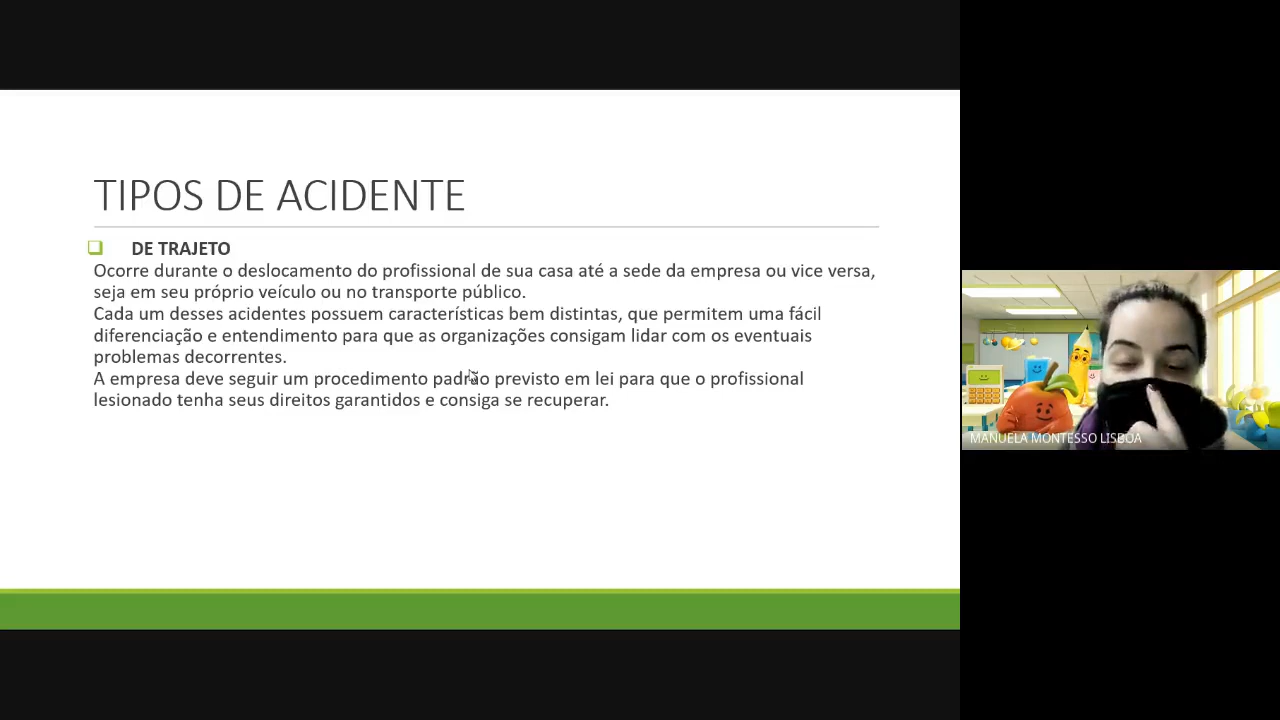 TIPOS DE ACIDENTE
DE TRAJETO
Ocorre durante o deslocamento do profissional de sua casa até a sede da empresa ou vice versa,
seja em seu próprio veículo ou no transporte público.
Cada um desses acidentes possuem características bem distintas, que permitem uma fácil
diferenciação e entendimento para que as organizações consigam lidar com os eventuais
problemas decorrentes.
A empresa deve seguir um procedimento padrão previsto em lei para que o profissional
lesionado tenha seus direitos garantidos e consiga se recuperar.
MANUELA MONTESSO LISBOA